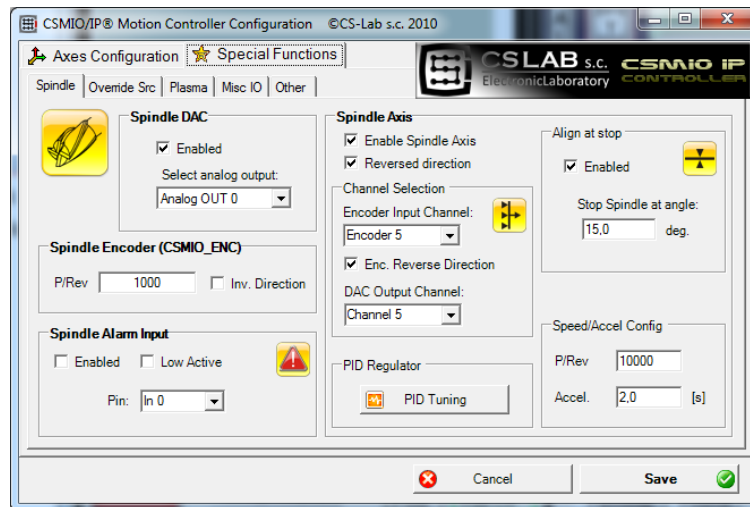 CSMIO/IP® Motion Controller Configuration ©CS-Lab s.c. 2010
Axes Configuration Special Functions
CSLAB s.c.
ElectronicLaboratory
CSMIO IP
CONTROLLER
Spindle Override Src Plasma Misc IO Other
Spindle DAC
Enabled
Select analog output:
Analog OUT 0
Spindle Encoder (CSMIO_ENC)
P/Rev 1000 Inv. Direction
Spindle Alarm Input
Enabled Low Active
Pin: In 0
Spindle Axis
Enable Spindle Axis
Reversed direction
Channel Selection
Encoder Input Channel:
Encoder 5
Enc. Reverse Direction
DAC Output Channel:
Channel 5
PID Regulator
PID Tuning
Align at stop
Enabled
Stop Spindle at angle:
15,0 deg.
Speed/Accel Config
P/Rev 10000
Accel. 2,0 [s]
Cancel Save